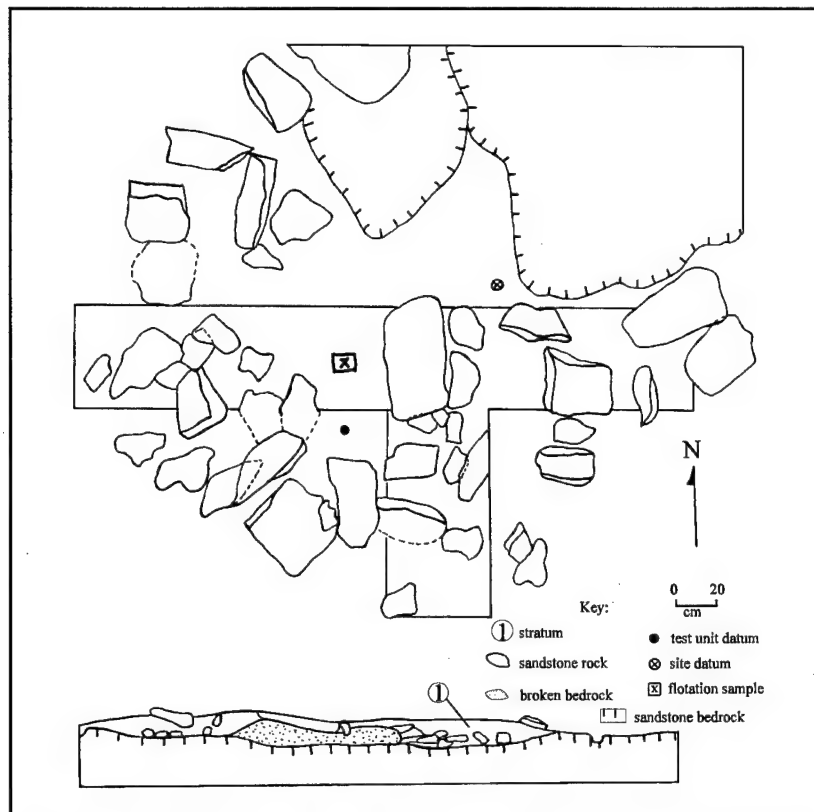 x
N
0 20
cm
Key:
① stratum
● test unit datum
sandstone rock
⊗ site datum
broken bedrock
x flotation sample
sandstone bedrock
①